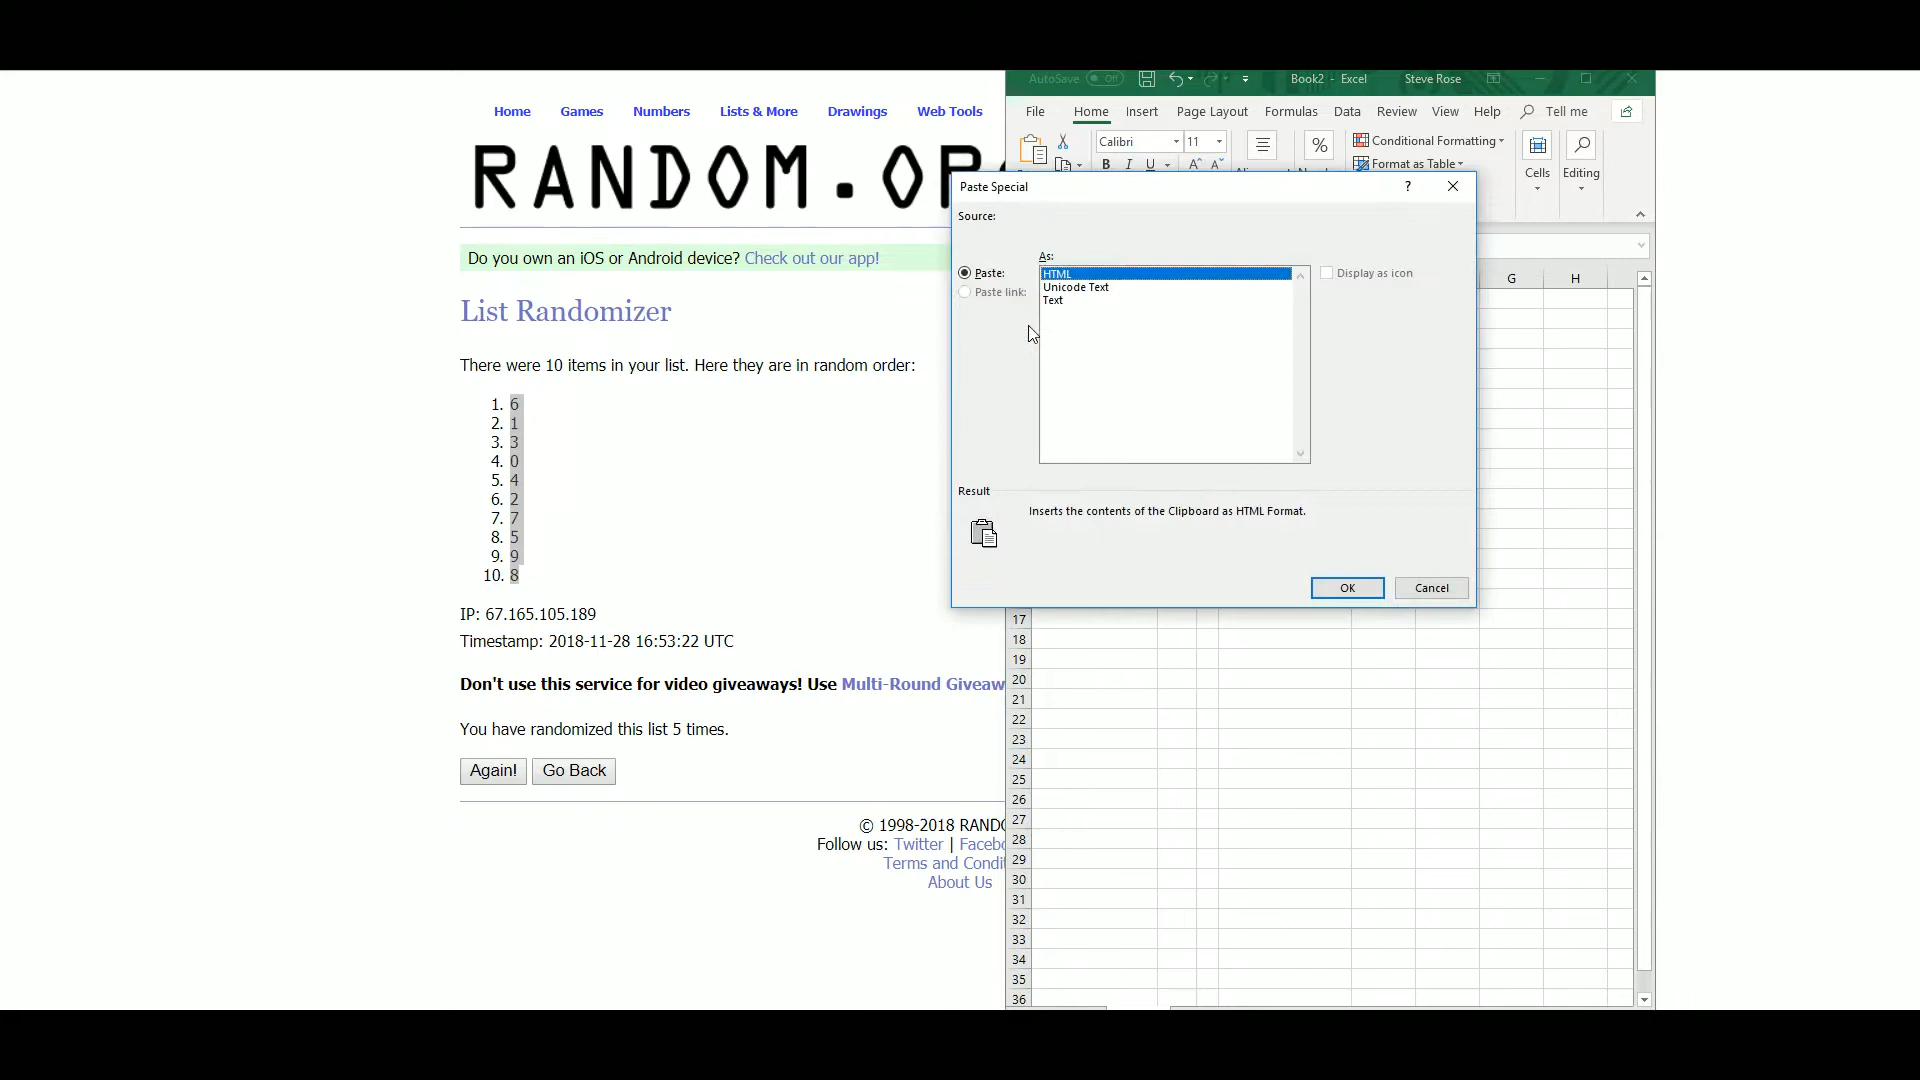 Home Games Numbers Lists & More Drawings Web Tools
RANDOM.OR
Do you own an iOS or Android device? Check out our app!
List Randomizer
There were 10 items in your list. Here they are in random order:
1. 6
2. 1
3. 3
4. 0
5. 4
6. 2
7. 7
8. 5
9. 9
10. 8
IP: 67.165.105.189
Timestamp: 2018-11-28 16:53:22 UTC
Don't use this service for video giveaways! Use Multi-Round Giveaw
You have randomized this list 5 times.
Again! Go Back
© 1998-2018 RANDO
Follow us: Twitter | Facebo
Terms and Condit
About Us
AutoSave Off Book2 - Excel Steve Rose
File Home Insert Page Layout Formulas Data Review View Help Tell me
Calibri 11 % Conditional Formatting
B I U A A Format as Table
Cells Editing
Paste Special ?
Source:
As:
Paste: HTML Display as icon
Paste link: Unicode Text
Text
Result
Inserts the contents of the Clipboard as HTML Format.
OK Cancel
G H
17
18
19
20
21
22
23
24
25
26
27
28
29
30
31
32
33
34
35
36